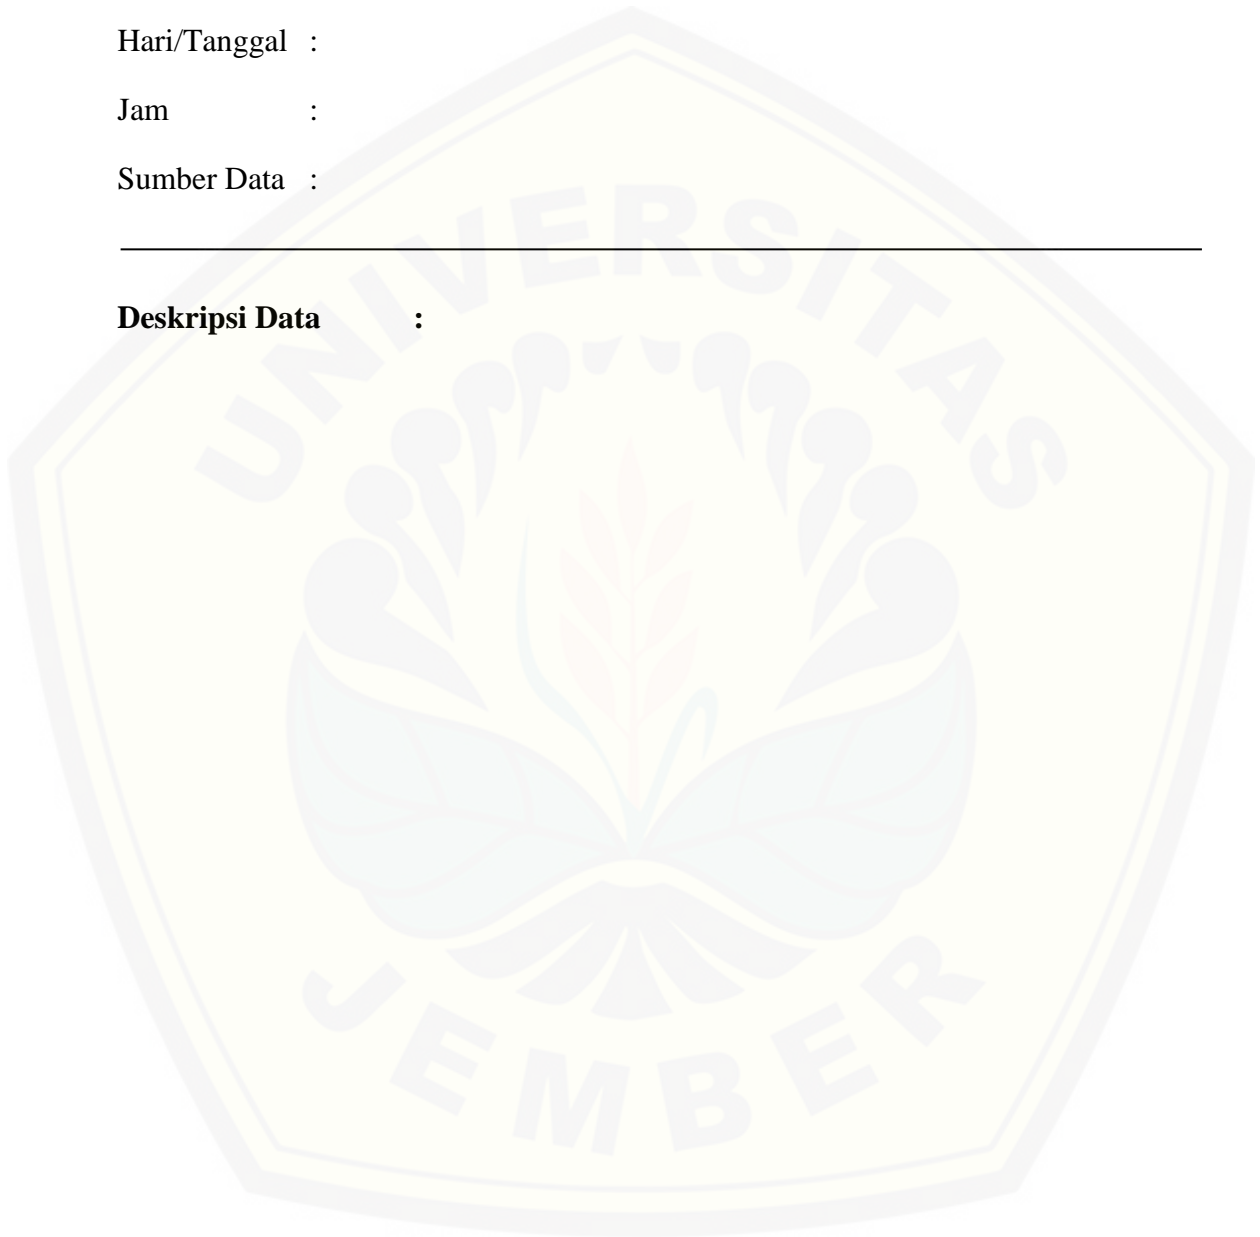 Hari/Tanggal :
Jam :
Sumber Data :
Deskripsi Data :
UNIVERSITAS
JEMBER